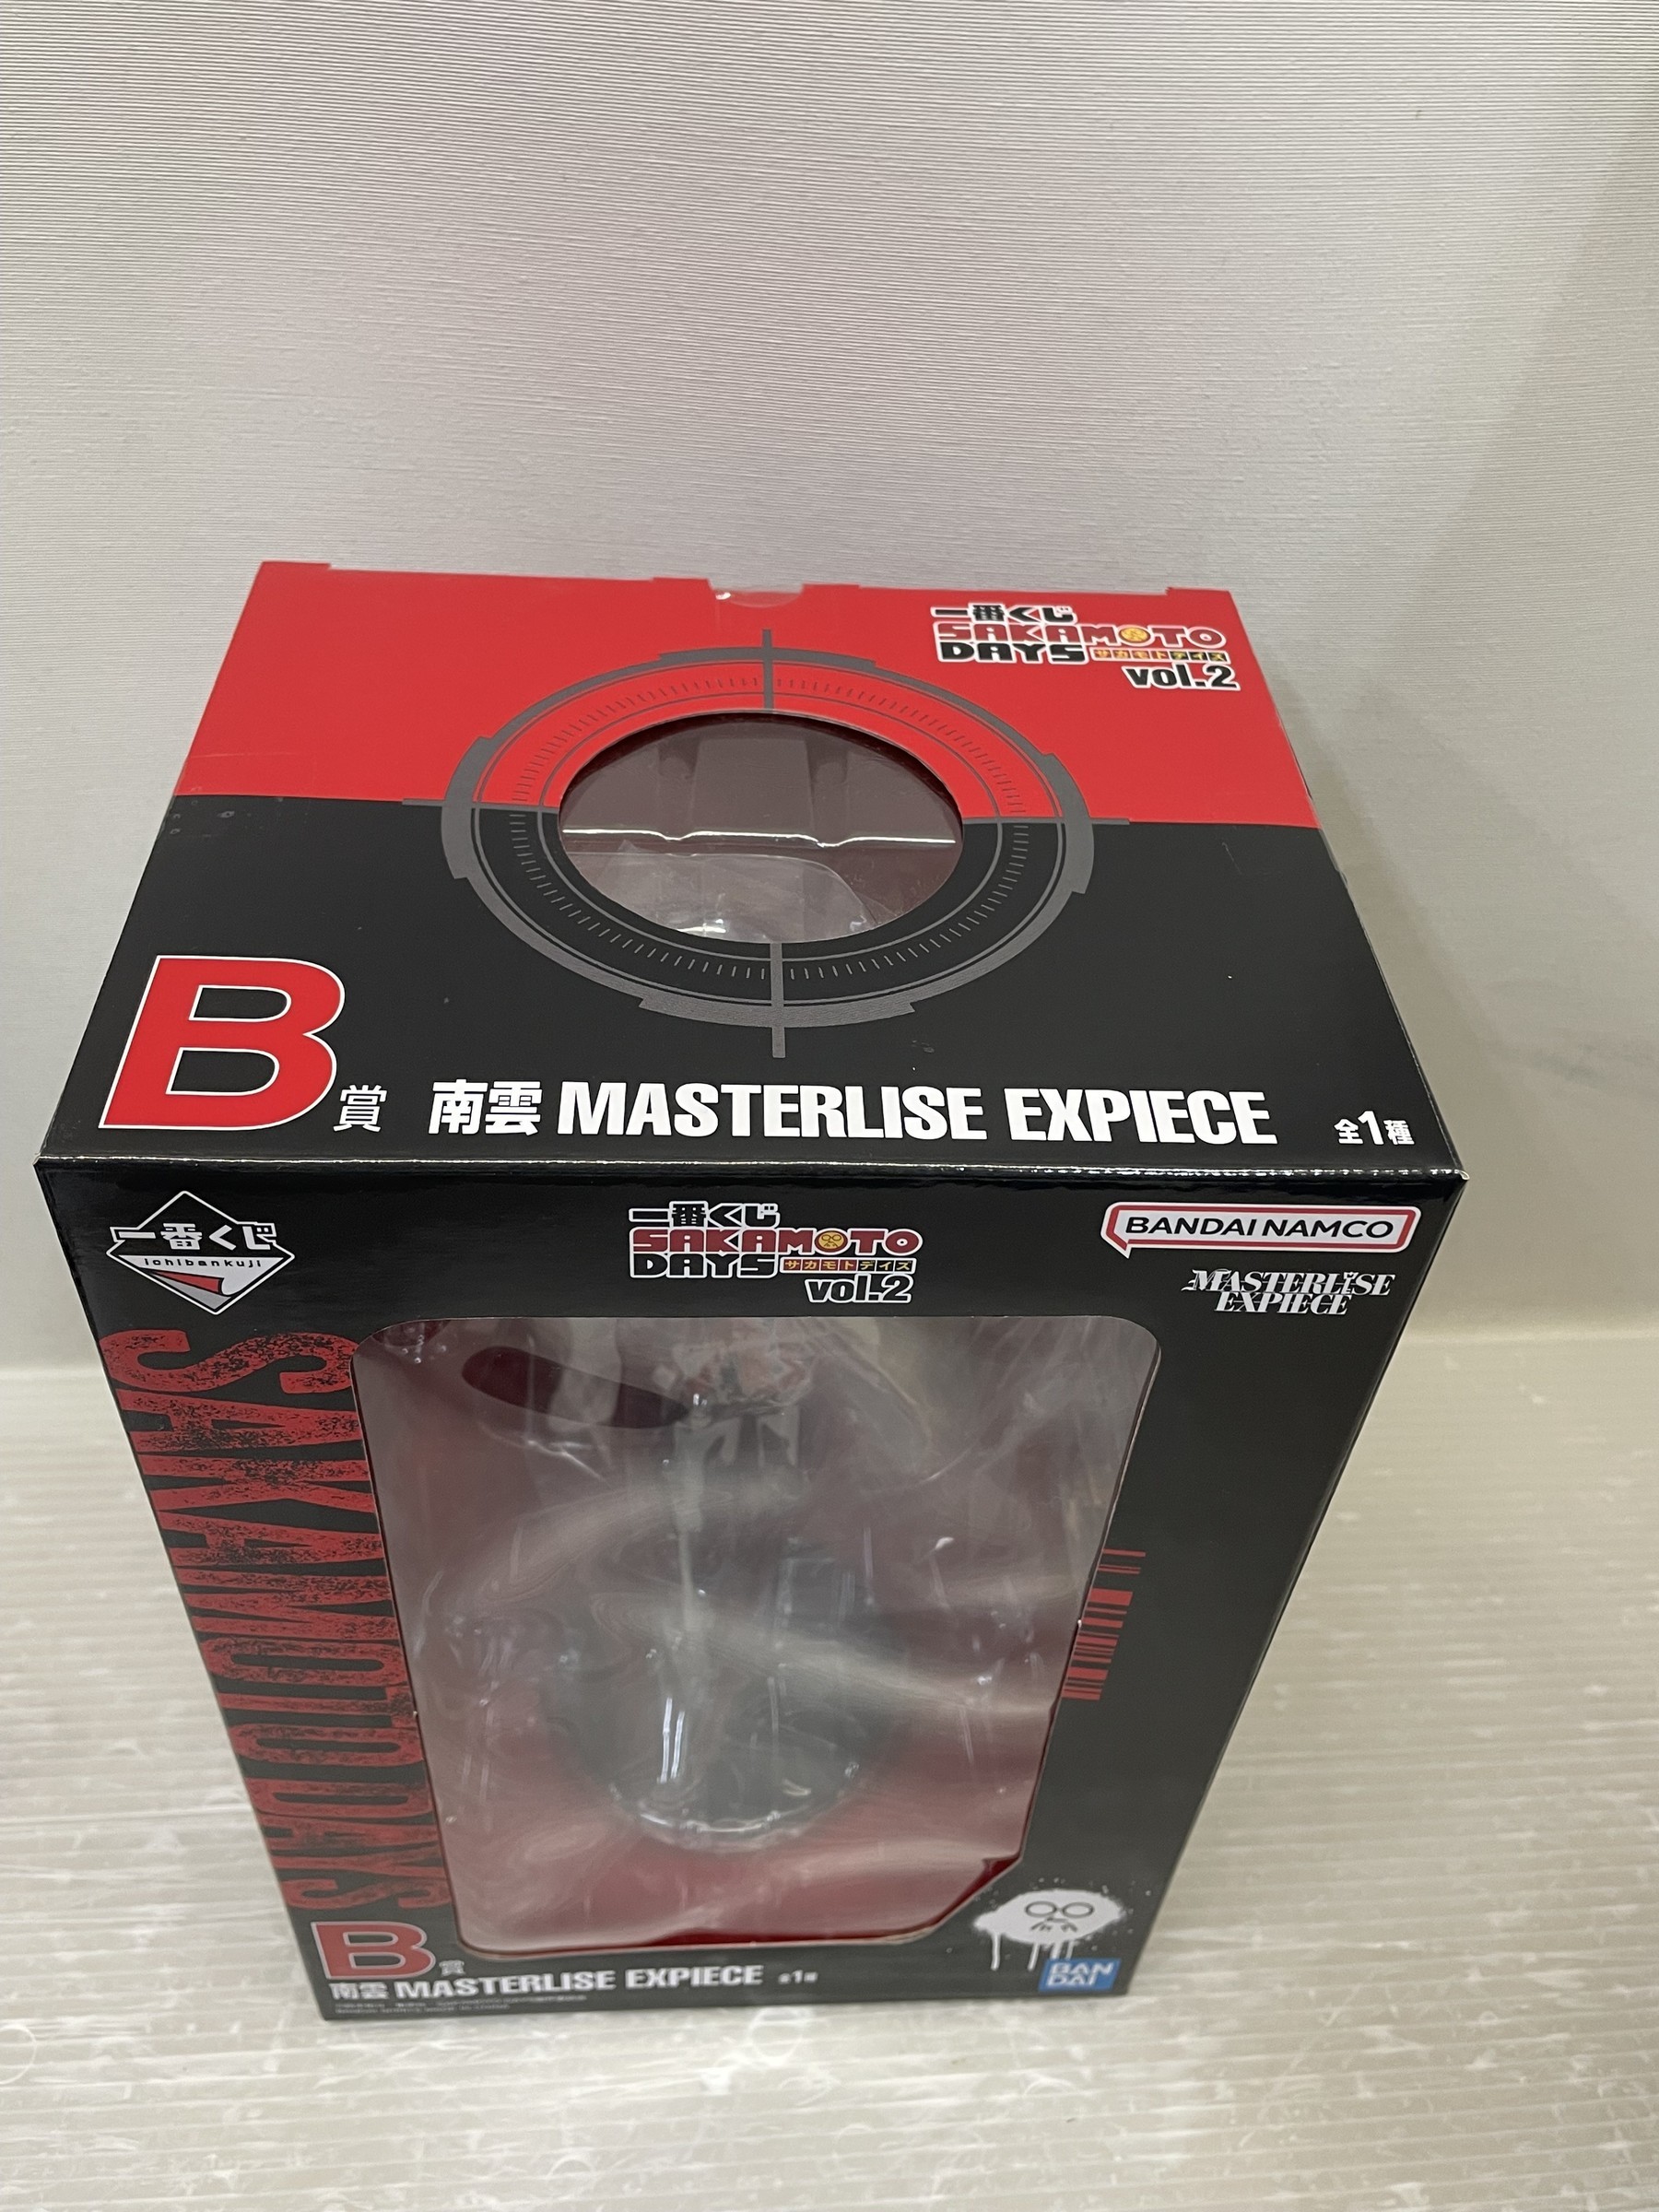 一番くじ
SAKAMOTO
DAYS サカモトデイズ
vol.2
B賞 南雲 MASTERLISE EXPIECE 全1種
一番くじ
ichibankuji
一番くじ
SAKAMOTO
DAYS サカモトデイズ
vol.2
BANDAI NAMCO
MASTERLISE
EXPIECE
SAKAMOTO DAYS
B賞
南雲 MASTERLISE EXPIECE 全1種
BAN
DAI